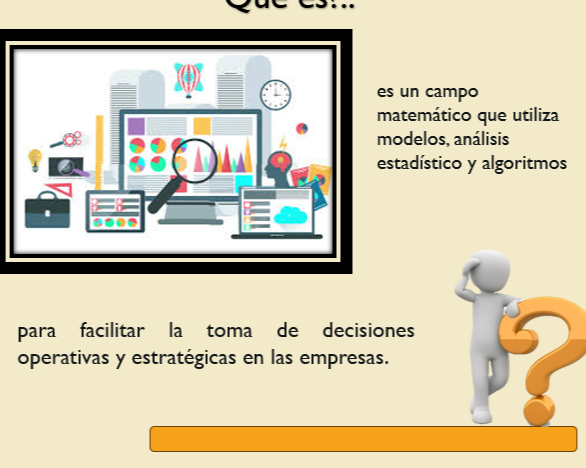 Que es?..
es un campo
matemático que utiliza
modelos, análisis
estadístico y algoritmos
para facilitar la toma de decisiones
operativas y estratégicas en las empresas.